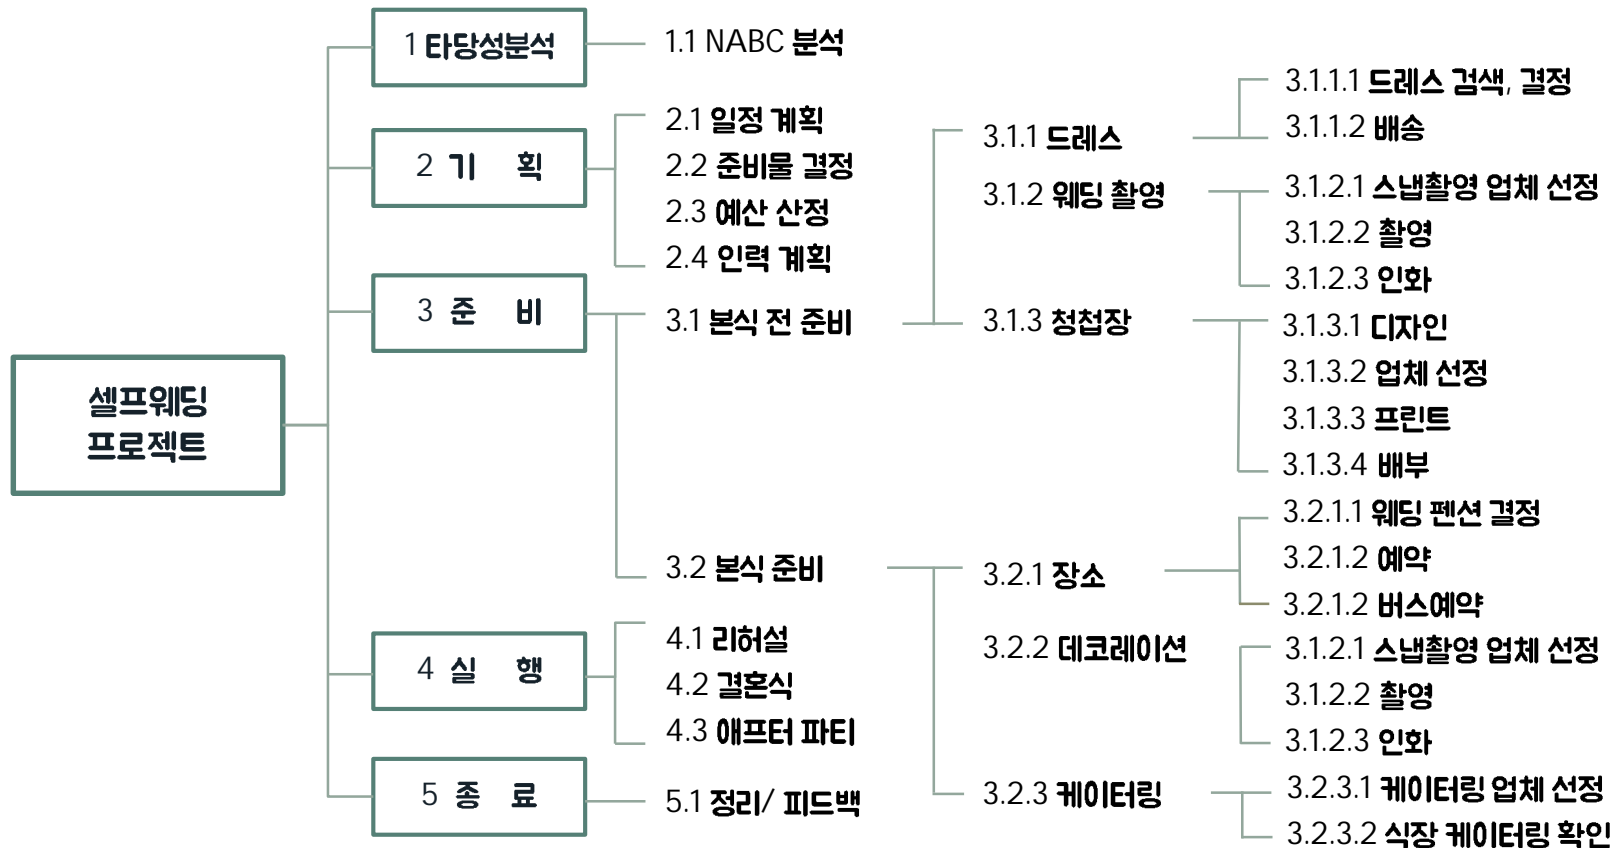 셀프웨딩
프로젝트
1 타당성분석
1.1 NABC 분석
2 기 획
2.1 일정 계획
2.2 준비물 결정
2.3 예산 산정
2.4 인력 계획
3 준 비
3.1 본식 전 준비
3.1.1 드레스
3.1.1.1 드레스 검색, 결정
3.1.1.2 배송
3.1.2 웨딩 촬영
3.1.2.1 스냅촬영 업체 선정
3.1.2.2 촬영
3.1.2.3 인화
3.1.3 청첩장
3.1.3.1 디자인
3.1.3.2 업체 선정
3.1.3.3 프린트
3.1.3.4 배부
3.2 본식 준비
3.2.1 장소
3.2.1.1 웨딩 펜션 결정
3.2.1.2 예약
3.2.1.2 버스예약
3.2.2 데코레이션
3.1.2.1 스냅촬영 업체 선정
3.1.2.2 촬영
3.1.2.3 인화
3.2.3 케이터링
3.2.3.1 케이터링 업체 선정
3.2.3.2 식장 케이터링 확인
4 실 행
4.1 리허설
4.2 결혼식
4.3 애프터 파티
5 종 료
5.1 정리/ 피드백